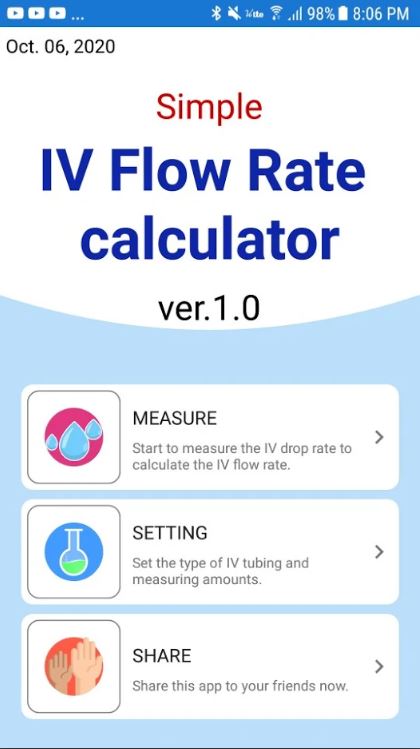 ... 98% 8:06 PM
Oct. 06, 2020
Simple
IV Flow Rate
calculator
ver.1.0
MEASURE
Start to measure the IV drop rate to
calculate the IV flow rate.
SETTING
Set the type of IV tubing and
measuring amounts.
SHARE
Share this app to your friends now.